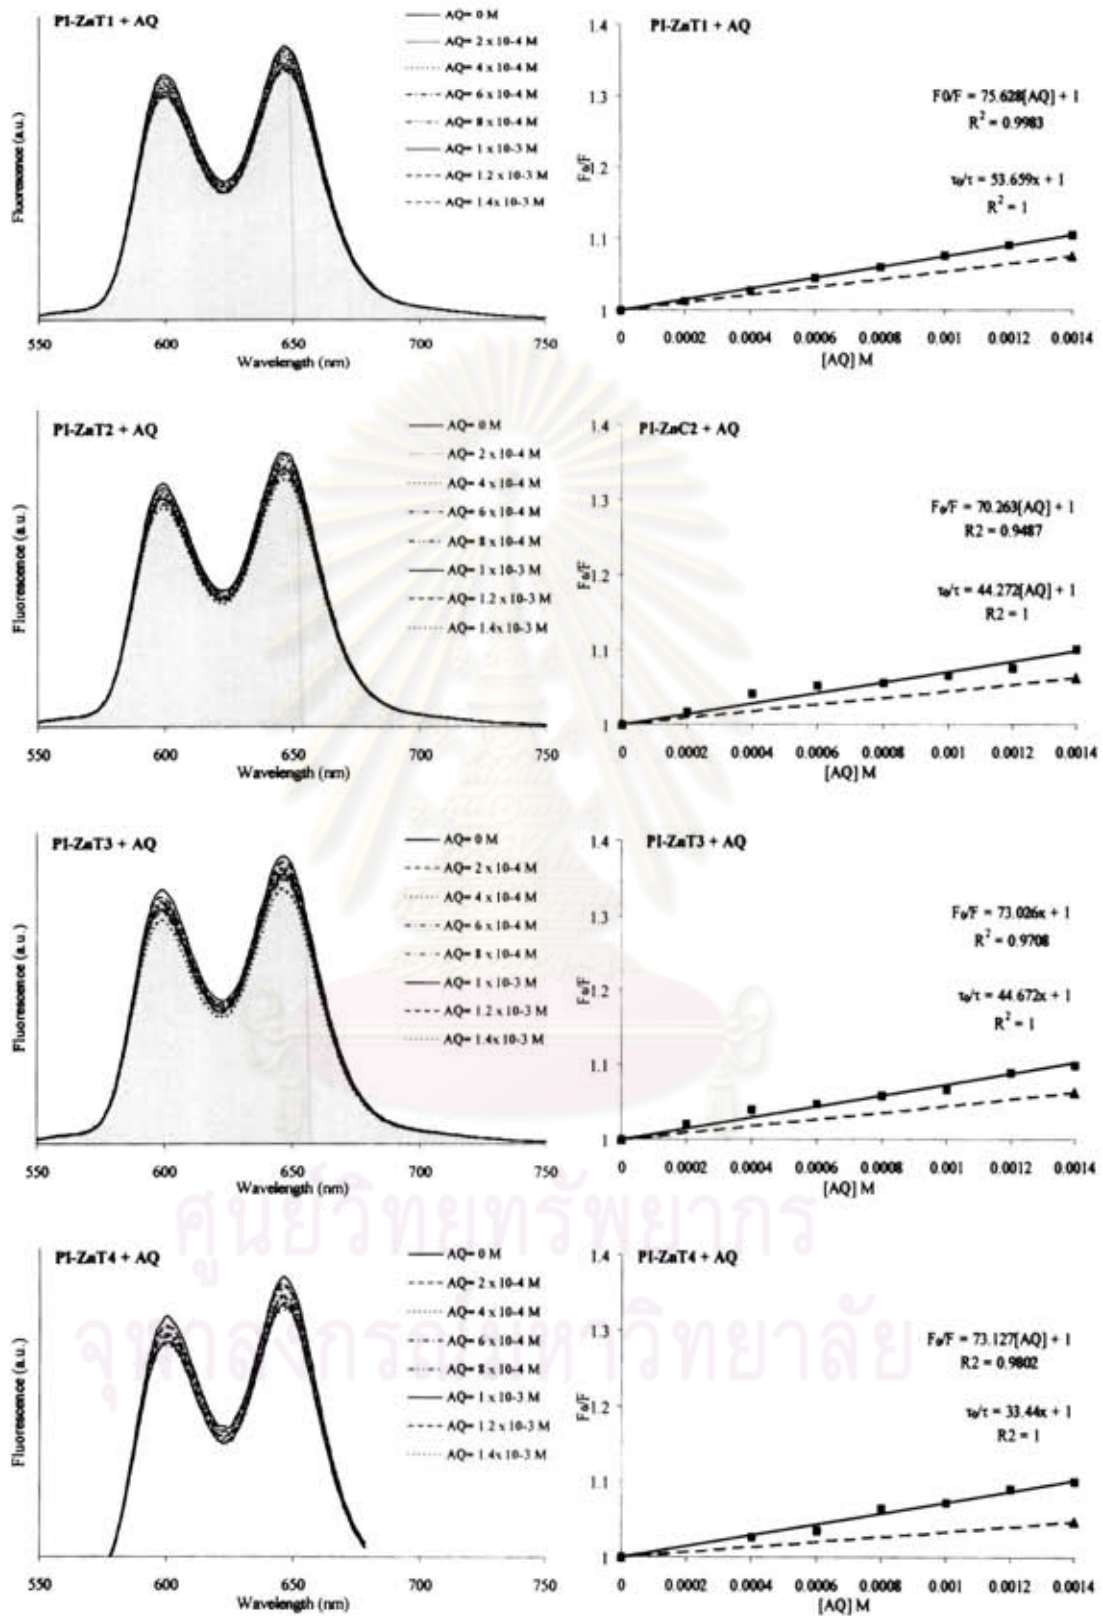 PI-ZnT1 + AQ
AQ= 0 M
AQ= 2 x 10-4 M
AQ= 4 x 10-4 M
AQ= 6 x 10-4 M
AQ= 8 x 10-4 M
AQ= 1 x 10-3 M
AQ= 1.2 x 10-3 M
AQ= 1.4x 10-3 M
Fluorescence (a.u.)
550 600 650 700 750
Wavelength (nm)
PI-ZnT1 + AQ
F0/F = 75.628[AQ] + 1
R² = 0.9983
τ₀/τ = 53.659x + 1
R² = 1
F₀/F
1.4
1.3
1.2
1.1
1
0 0.0002 0.0004 0.0006 0.0008 0.001 0.0012 0.0014
[AQ] M
PI-ZnT2 + AQ
AQ= 0 M
AQ= 2 x 10-4 M
AQ= 4 x 10-4 M
AQ= 6 x 10-4 M
AQ= 8 x 10-4 M
AQ= 1 x 10-3 M
AQ= 1.2 x 10-3 M
AQ= 1.4x 10-3 M
Fluorescence (a.u.)
550 600 650 700 750
Wavelength (nm)
PI-ZnC2 + AQ
F₀/F = 70.263[AQ] + 1
R2 = 0.9487
τ₀/τ = 44.272[AQ] + 1
R2 = 1
F₀/F
1.4
1.3
1.2
1.1
1
0 0.0002 0.0004 0.0006 0.0008 0.001 0.0012 0.0014
[AQ] M
PI-ZnT3 + AQ
AQ= 0 M
AQ= 2 x 10-4 M
AQ= 4 x 10-4 M
AQ= 6 x 10-4 M
AQ= 8 x 10-4 M
AQ= 1 x 10-3 M
AQ= 1.2 x 10-3 M
AQ= 1.4x 10-3 M
Fluorescence (a.u.)
550 600 650 700 750
Wavelength (nm)
PI-ZnT3 + AQ
F₀/F = 73.026x + 1
R² = 0.9708
τ₀/τ = 44.672x + 1
R² = 1
F₀/F
1.4
1.3
1.2
1.1
1
0 0.0002 0.0004 0.0006 0.0008 0.001 0.0012 0.0014
[AQ] M
ศูนย์วิทยทรัพยากร
จุฬาลงกรณ์มหาวิทยาลัย
PI-ZnT4 + AQ
AQ= 0 M
AQ= 2 x 10-4 M
AQ= 4 x 10-4 M
AQ= 6 x 10-4 M
AQ= 8 x 10-4 M
AQ= 1 x 10-3 M
AQ= 1.2 x 10-3 M
AQ= 1.4x 10-3 M
Fluorescence (a.u.)
550 600 650 700 750
Wavelength (nm)
PI-ZnT4 + AQ
F₀/F = 73.127[AQ] + 1
R2 = 0.9802
τ₀/τ = 33.44x + 1
R2 = 1
F₀/F
1.4
1.3
1.2
1.1
1
0 0.0002 0.0004 0.0006 0.0008 0.001 0.0012 0.0014
[AQ] M